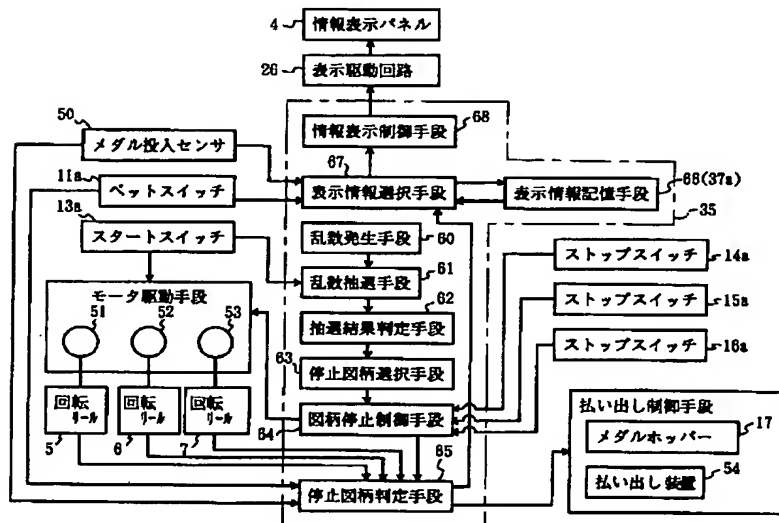 4 情報表示パネル
26 表示駆動回路
68 情報表示制御手段
50 メダル投入センサ
67 表示情報選択手段
11a ベットスイッチ
66(37a) 表示情報記憶手段
35
13a スタートスイッチ
乱数発生手段 60
乱数抽選手段 61
抽選結果判定手段 62
63 停止図柄選択手段
64 図柄停止制御手段
65 停止図柄判定手段
モータ駆動手段
51 52 53
回転リール 5
回転リール 6
回転リール 7
ストップスイッチ 14a
ストップスイッチ 15a
ストップスイッチ 16a
払い出し制御手段
メダルホッパー 17
払い出し装置 54